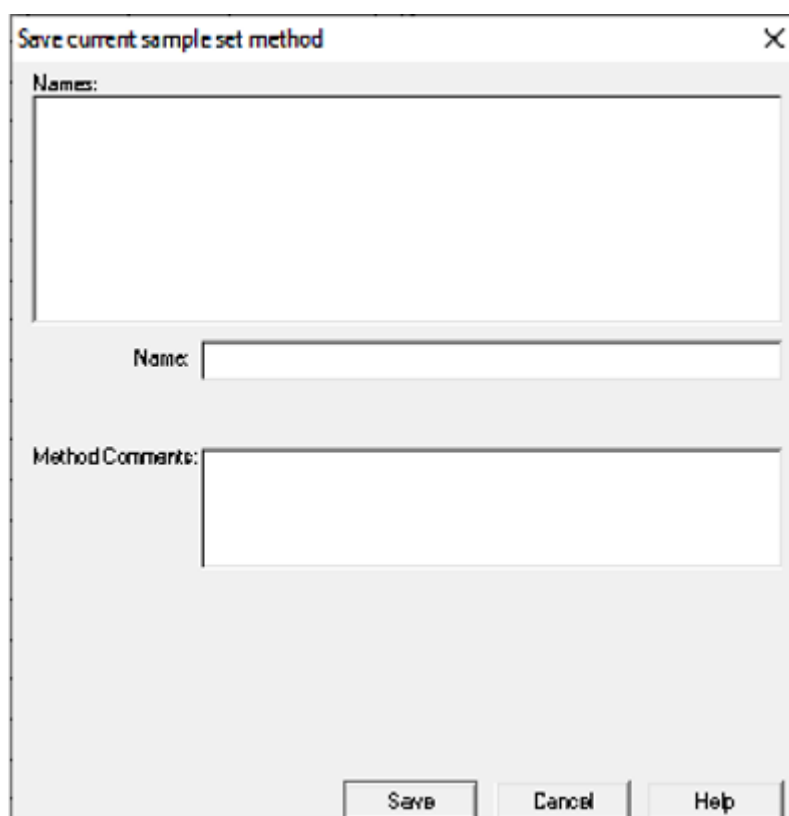 Save current sample set method
Names:
Name:
Method Comments:
Save Cancel Help